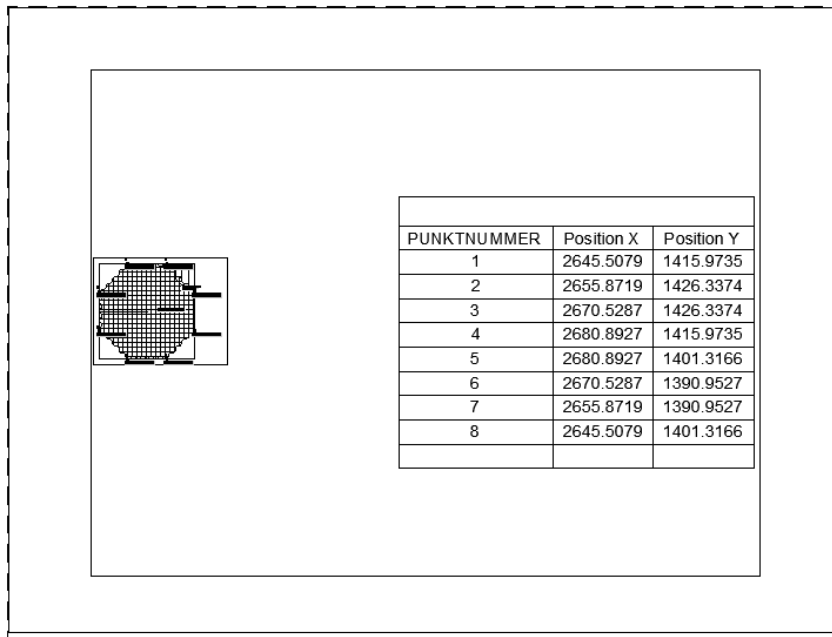 PUNKTNUMMER Position X Position Y
1 2645.5079 1415.9735
2 2655.8719 1426.3374
3 2670.5287 1426.3374
4 2680.8927 1415.9735
5 2680.8927 1401.3166
6 2670.5287 1390.9527
7 2655.8719 1390.9527
8 2645.5079 1401.3166